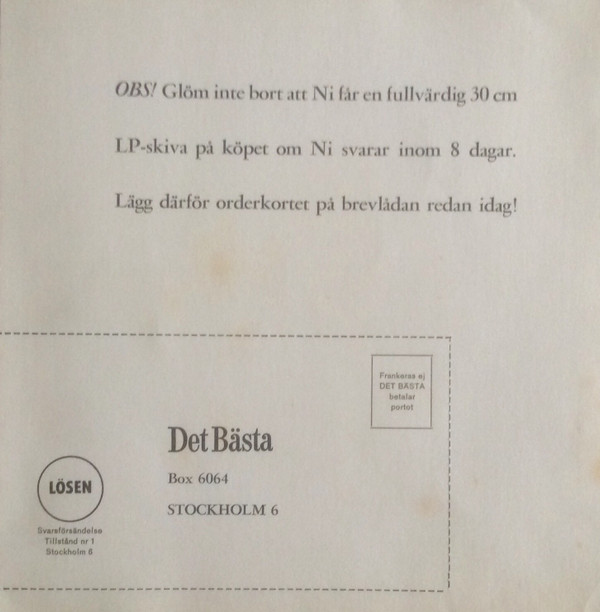 OBS! Glöm inte bort att Ni får en fullvärdig 30 cm
LP-skiva på köpet om Ni svarar inom 8 dagar.
Lägg därför orderkortet på brevlådan redan idag!
Frankeras ej
DET BÄSTA
betalar
portot
Det Bästa
Box 6064
STOCKHOLM 6
LÖSEN
Svarsförsändelse
Tillstånd nr 1
Stockholm 6